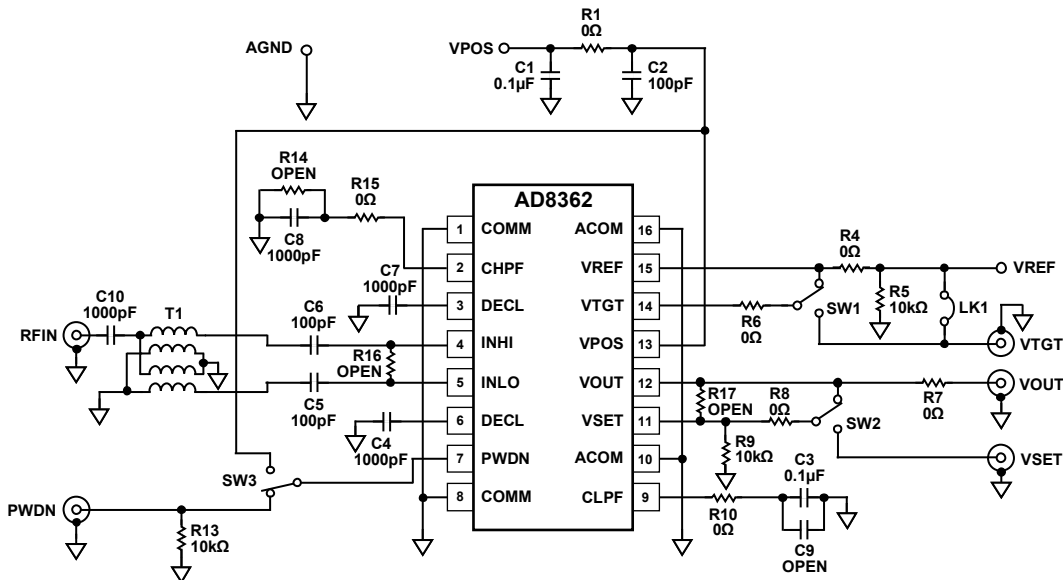 R1
0Ω
AGND
VPOS
C1
0.1µF
C2
100pF
R14
OPEN
R15
0Ω
C8
1000pF
AD8362
1 COMM ACOM 16
2 CHPF VREF 15
3 DECL VTGT 14
4 INHI VPOS 13
5 INLO VOUT 12
6 DECL VSET 11
7 PWDN ACOM 10
8 COMM CLPF 9
C7
1000pF
C10
1000pF
T1
C6
100pF
RFIN
R16
OPEN
C5
100pF
C4
1000pF
SW3
PWDN
R13
10kΩ
R4
0Ω
VREF
R5
10kΩ
LK1
SW1
R6
0Ω
VTGT
R17
OPEN
R8
0Ω
R7
0Ω
VOUT
SW2
R9
10kΩ
VSET
C3
0.1µF
R10
0Ω
C9
OPEN